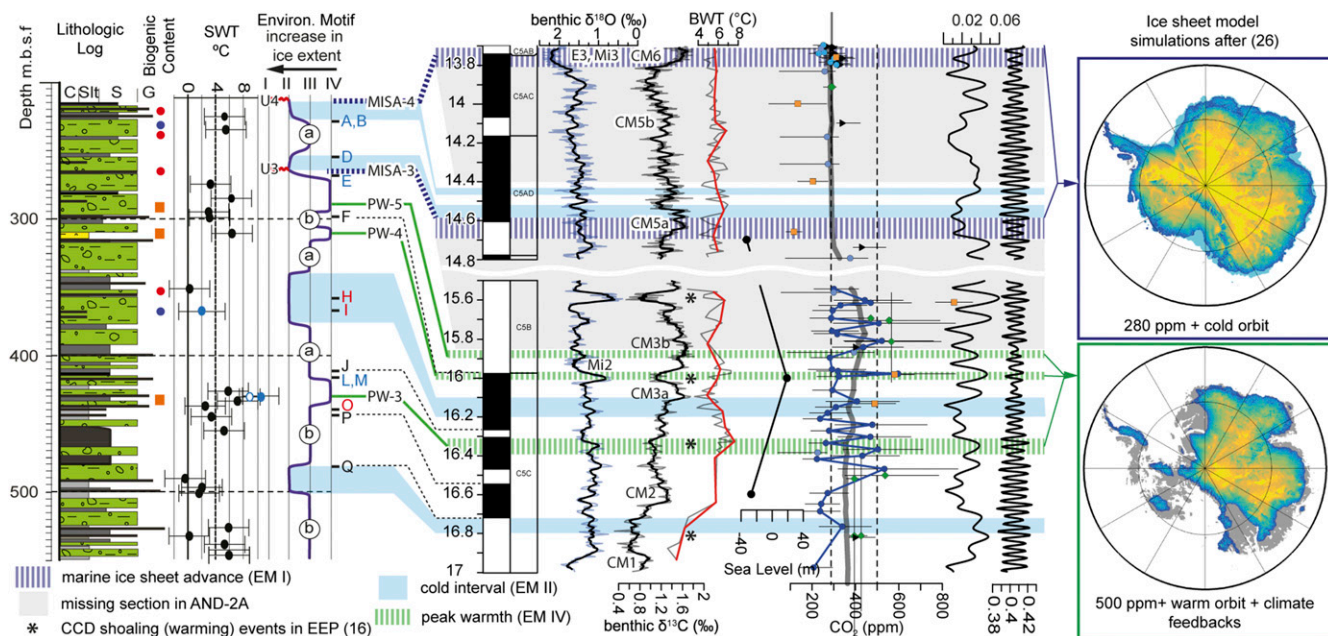 Lithologic Log
Biogenic Content
SWT °C
Environ. Motif increase in ice extent
benthic δ18O (‰)
BWT (°C)
0.02 0.06
Ice sheet model simulations after (26)
Depth m.b.s.f
C Slt S G
0 4 8
I II III IV
2 1 0
4 6 8
U4
MISA-4
A,B
a
D
U3
MISA-3
E
PW-5
b
F
300
PW-4
a
H
I
400
a
J
L,M
PW-3
O
P
b
Q
500
b
13.8
14
14.2
14.4
14.6
14.8
15.6
15.8
16
16.2
16.4
16.6
16.8
17
C5AB
C5AC
C5AD
C5B
C5C
E3, Mi3
CM6
CM5b
CM5a
CM3b
Mi2
CM3a
CM2
CM1
* * * *
-40 0 40
Sea Level (m)
0.4 0.8 1.2 1.6 2
benthic δ13C (‰)
200 400 600 800
CO2 (ppm)
0.38 0.4 0.42
280 ppm + cold orbit
500 ppm+ warm orbit + climate feedbacks
marine ice sheet advance (EM I)
missing section in AND-2A
* CCD shoaling (warming) events in EEP (16)
cold interval (EM II)
peak warmth (EM IV)